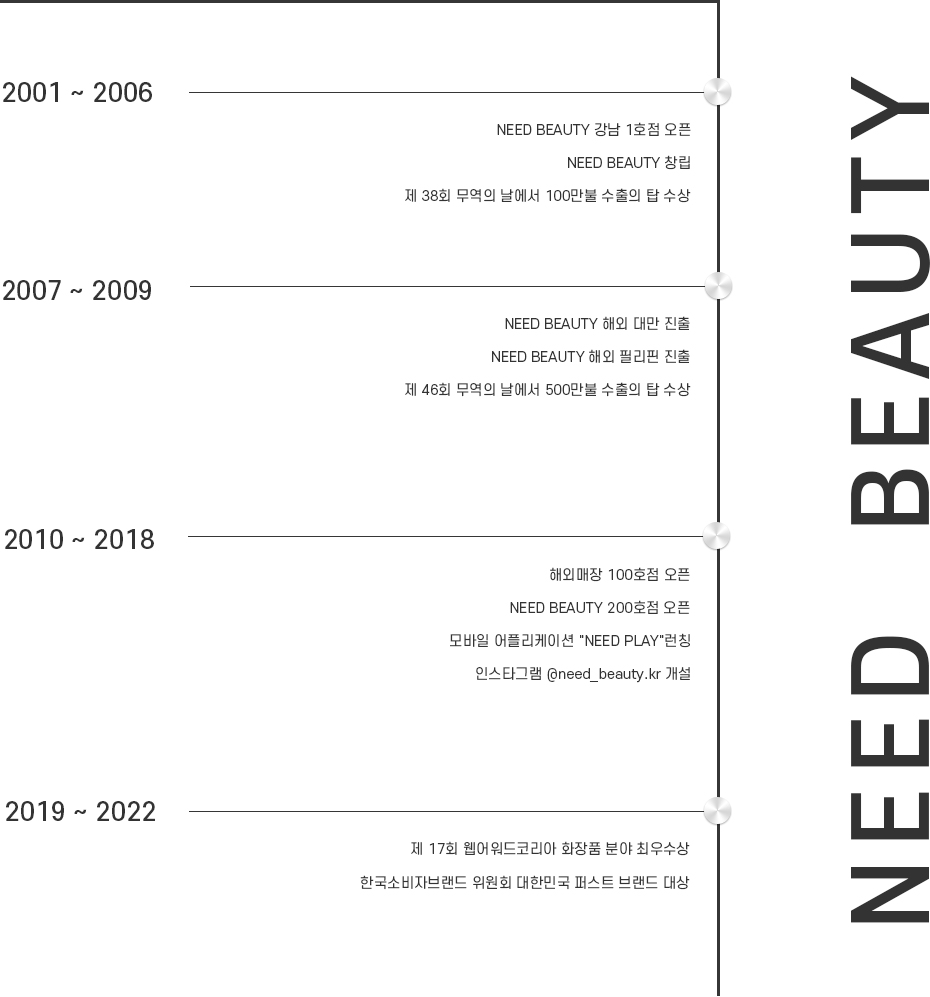 2001 ~ 2006
NEED BEAUTY 강남 1호점 오픈
NEED BEAUTY 창립
제 38회 무역의 날에서 100만불 수출의 탑 수상
2007 ~ 2009
NEED BEAUTY 해외 대만 진출
NEED BEAUTY 해외 필리핀 진출
제 46회 무역의 날에서 500만불 수출의 탑 수상
2010 ~ 2018
해외매장 100호점 오픈
NEED BEAUTY 200호점 오픈
모바일 어플리케이션 "NEED PLAY"런칭
인스타그램 @need_beauty.kr 개설
2019 ~ 2022
제 17회 웹어워드코리아 화장품 분야 최우수상
한국소비자브랜드 위원회 대한민국 퍼스트 브랜드 대상
NEED BEAUTY